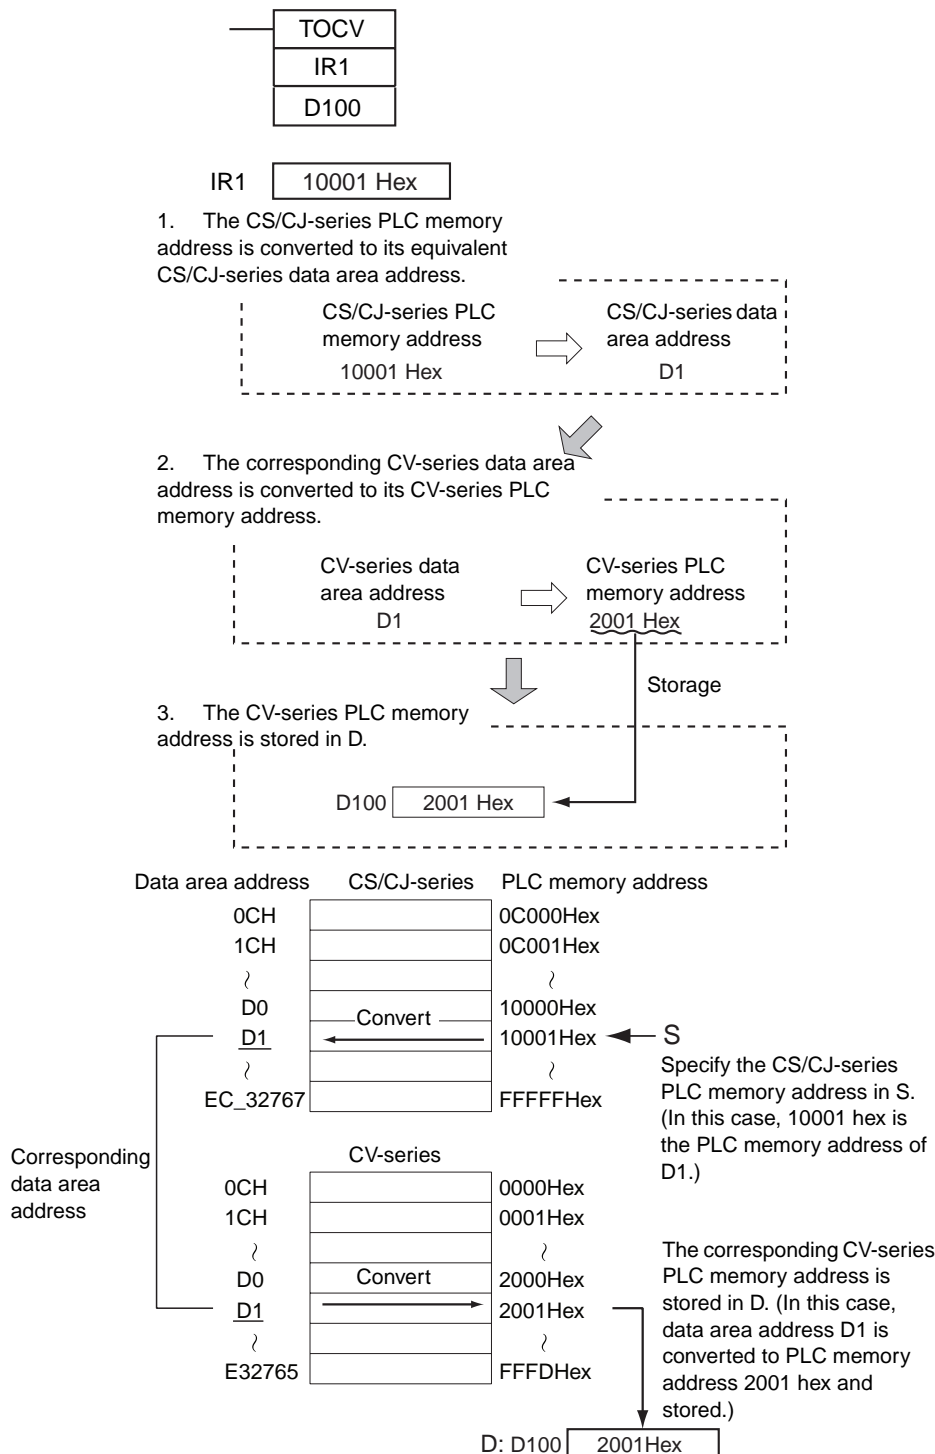 TOCV
IR1
D100
IR1 10001 Hex
1. The CS/CJ-series PLC memory
address is converted to its equivalent
CS/CJ-series data area address.
CS/CJ-series PLC
memory address
10001 Hex
CS/CJ-series data
area address
D1
2. The corresponding CV-series data area
address is converted to its CV-series PLC
memory address.
CV-series data
area address
D1
CV-series PLC
memory address
2001 Hex
Storage
3. The CV-series PLC memory
address is stored in D.
D100 2001 Hex
Data area address CS/CJ-series PLC memory address
0CH 0C000Hex
1CH 0C001Hex
~ ~
D0 10000Hex
Convert
D1 10001Hex S
~ ~
EC_32767 FFFFFHex
Specify the CS/CJ-series
PLC memory address in S.
(In this case, 10001 hex is
the PLC memory address of
D1.)
Corresponding
data area
address
CV-series
0CH 0000Hex
1CH 0001Hex
~ ~
D0 Convert 2000Hex
D1 2001Hex
~ ~
E32765 FFFDHex
The corresponding CV-series
PLC memory address is
stored in D. (In this case,
data area address D1 is
converted to PLC memory
address 2001 hex and
stored.)
D: D100 2001Hex